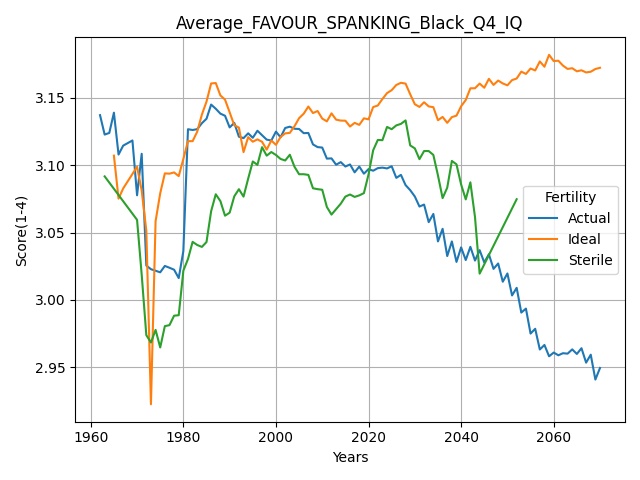 Average_FAVOUR_SPANKING_Black_Q4_IQ
Score(1-4)
3.15
3.10
3.05
3.00
2.95
Fertility
Actual
Ideal
Sterile
1960
1980
2000
2020
2040
2060
Years